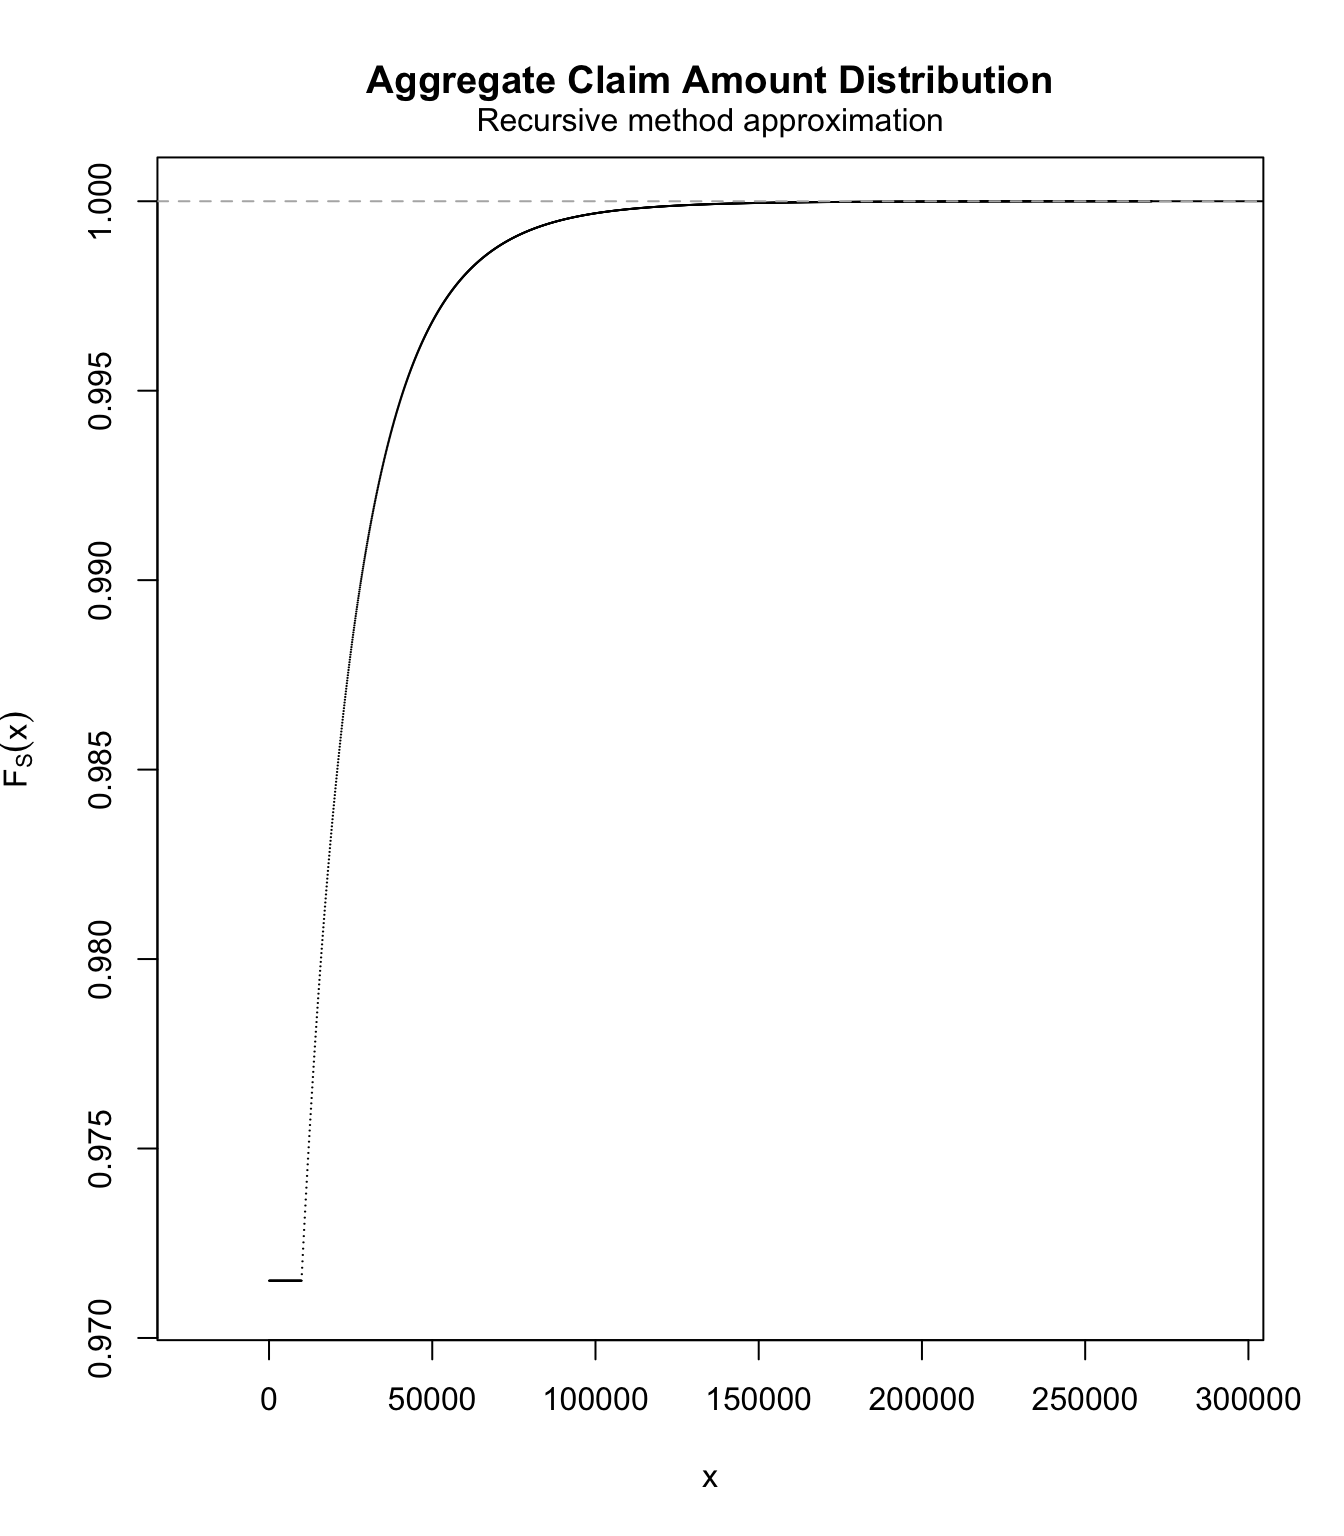 Aggregate Claim Amount Distribution
Recursive method approximation
F_S(x)
1.000
0.995
0.990
0.985
0.980
0.975
0.970
0 50000 100000 150000 200000 250000 300000
x